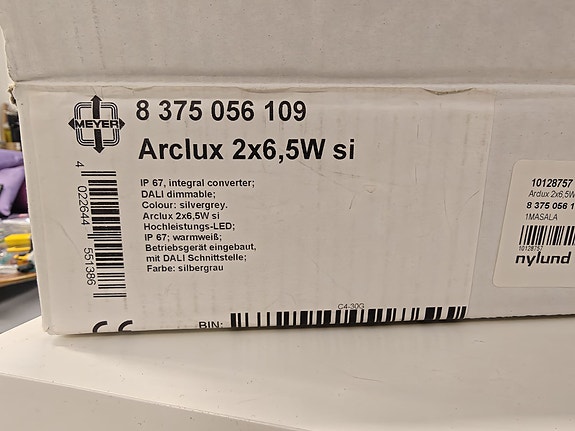 MEYER
8 375 056 109
Arclux 2x6,5W si
IP 67, integral converter;
DALI dimmable;
Colour: silvergrey.
Arclux 2x6,5W si
Hochleistungs-LED;
IP 67; warmweiß;
Betriebsgerät eingebaut,
mit DALI Schnittstelle;
Farbe: silbergrau
4 022644 551386
C4-30G
CE
BIN:
10128757
Arclux 2x6,5W
8 375 056 1
1MASALA
10128757
nylund